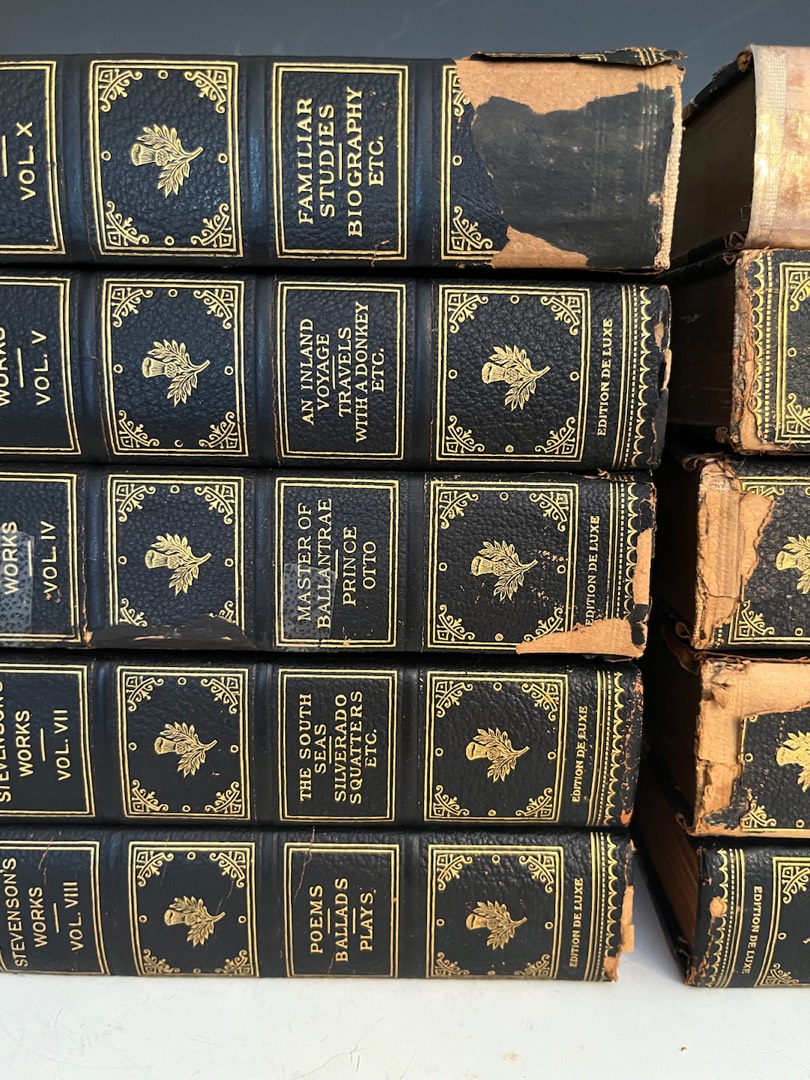 VOL. X
FAMILIAR
STUDIES
BIOGRAPHY
ETC.
WORKS
VOL. V
AN INLAND
VOYAGE
TRAVELS
WITH A DONKEY
ETC.
EDITION DE LUXE
WORKS
VOL. IV
MASTER OF
BALLANTRAE
PRINCE
OTTO
EDITION DE LUXE
STEVENSON'S
WORKS
VOL. VII
THE SOUTH
SEAS
SILVERADO
SQUATTERS
ETC.
EDITION DE LUXE
STEVENSON'S
WORKS
VOL. VIII
POEMS
BALLADS
PLAYS
EDITION DE LUXE
EDITION DE LUXE